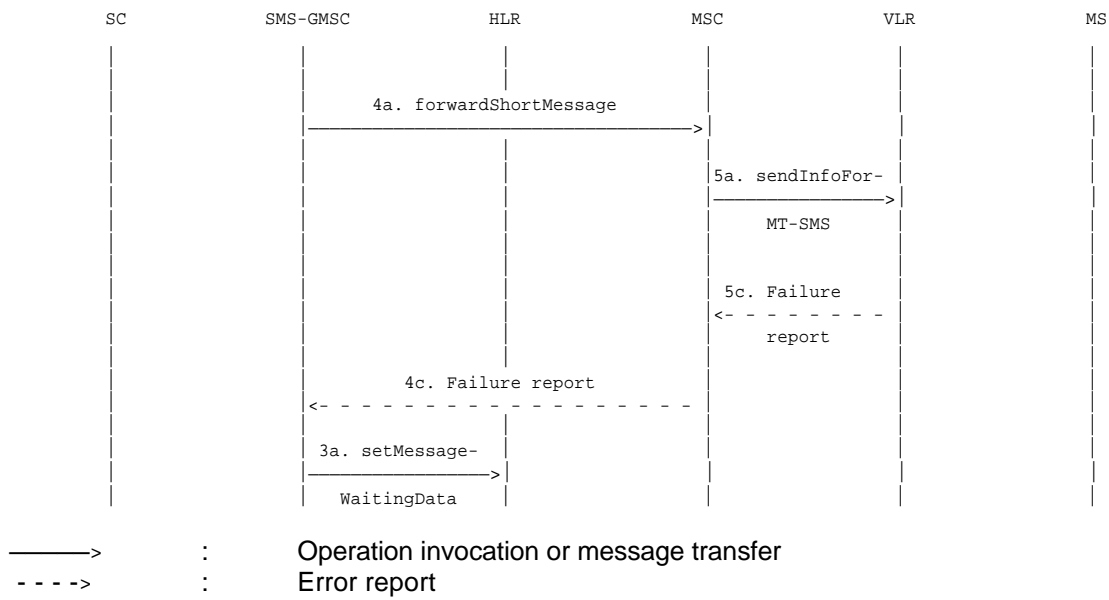 SC SMS-GMSC HLR MSC VLR MS
4a. forwardShortMessage
5a. sendInfoFor-
MT-SMS
5c. Failure
report
4c. Failure report
3a. setMessage-
WaitingData
: Operation invocation or message transfer
: Error report